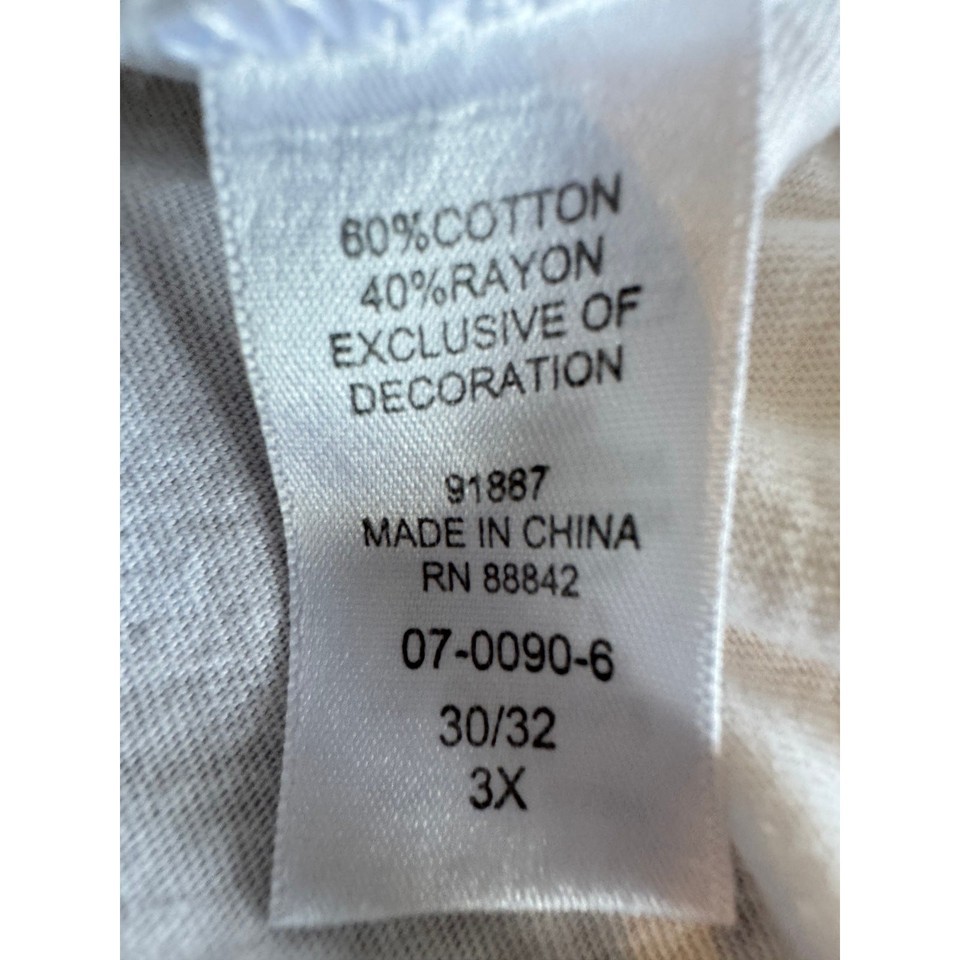 60%COTTON
40%RAYON
EXCLUSIVE OF
DECORATION
91887
MADE IN CHINA
RN 88842
07-0090-6
30/32
3X